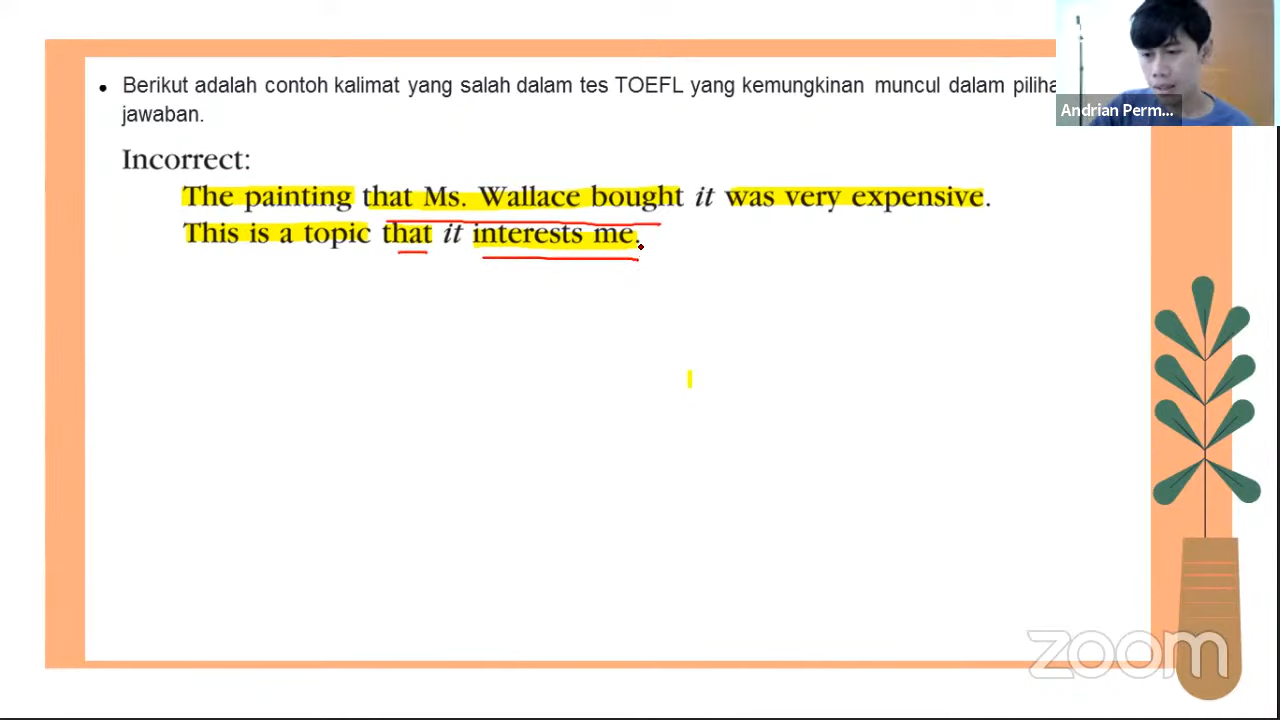 Berikut adalah contoh kalimat yang salah dalam tes TOEFL yang kemungkinan muncul dalam piliha
jawaban.
Incorrect:
The painting that Ms. Wallace bought it was very expensive.
This is a topic that it interests me.
Andrian Perm...
zoom